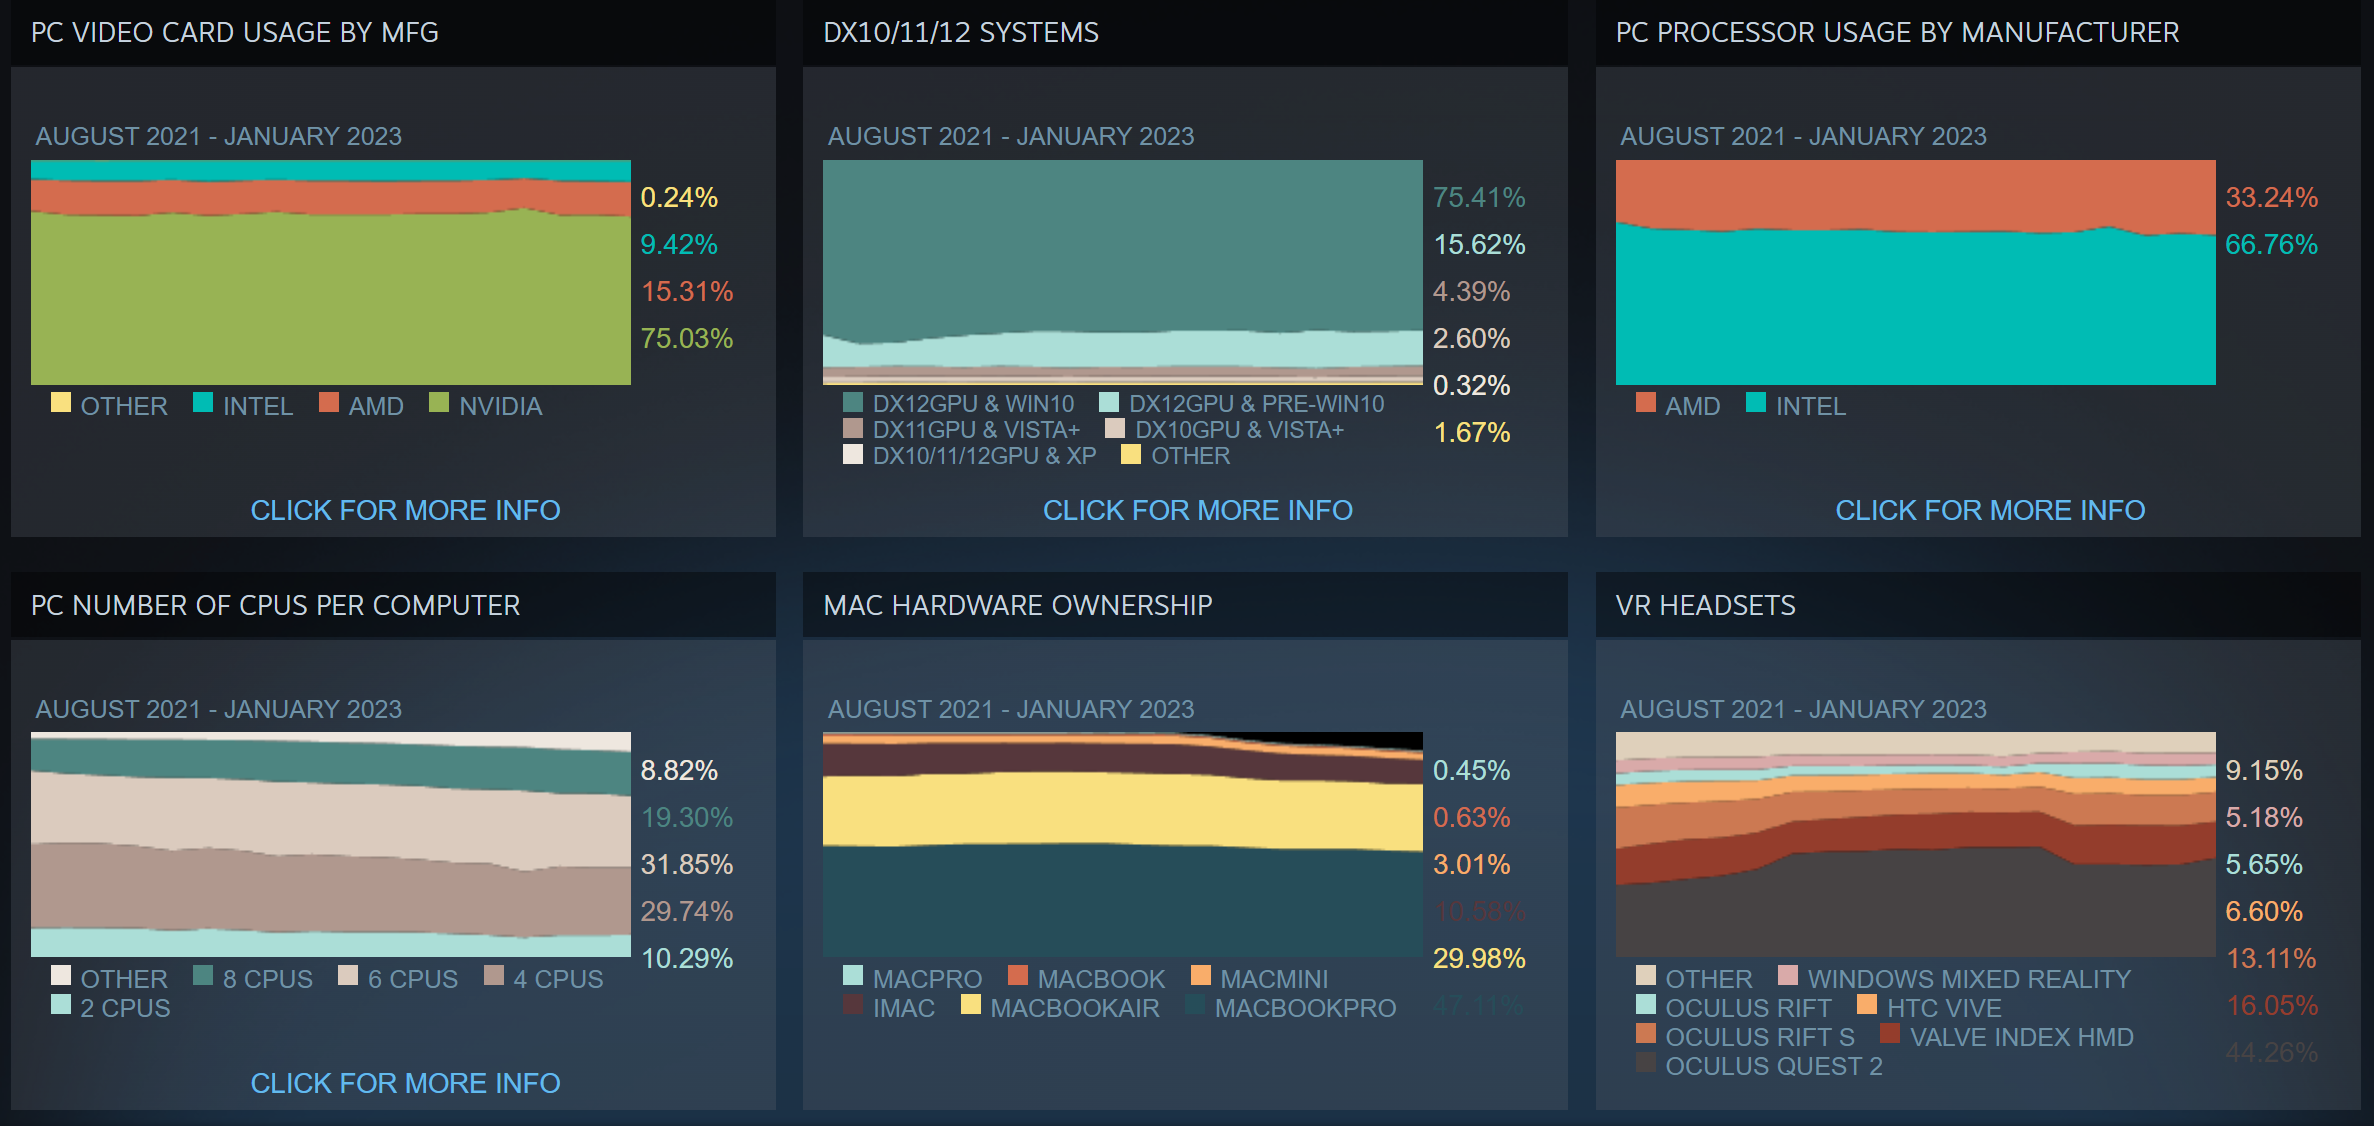 PC VIDEO CARD USAGE BY MFG
AUGUST 2021 - JANUARY 2023
0.24%
9.42%
15.31%
75.03%
OTHER INTEL AMD NVIDIA
CLICK FOR MORE INFO
DX10/11/12 SYSTEMS
AUGUST 2021 - JANUARY 2023
75.41%
15.62%
4.39%
2.60%
0.32%
1.67%
DX12GPU & WIN10 DX12GPU & PRE-WIN10
DX11GPU & VISTA+ DX10GPU & VISTA+
DX10/11/12GPU & XP OTHER
CLICK FOR MORE INFO
PC PROCESSOR USAGE BY MANUFACTURER
AUGUST 2021 - JANUARY 2023
33.24%
66.76%
AMD INTEL
CLICK FOR MORE INFO
PC NUMBER OF CPUS PER COMPUTER
AUGUST 2021 - JANUARY 2023
8.82%
19.30%
31.85%
29.74%
10.29%
OTHER 8 CPUS 6 CPUS 4 CPUS
2 CPUS
CLICK FOR MORE INFO
MAC HARDWARE OWNERSHIP
AUGUST 2021 - JANUARY 2023
0.45%
0.63%
3.01%
10.58%
29.98%
47.11%
MACPRO MACBOOK MACMINI
IMAC MACBOOKAIR MACBOOKPRO
VR HEADSETS
AUGUST 2021 - JANUARY 2023
9.15%
5.18%
5.65%
6.60%
13.11%
16.05%
44.26%
OTHER WINDOWS MIXED REALITY
OCULUS RIFT HTC VIVE
OCULUS RIFT S VALVE INDEX HMD
OCULUS QUEST 2